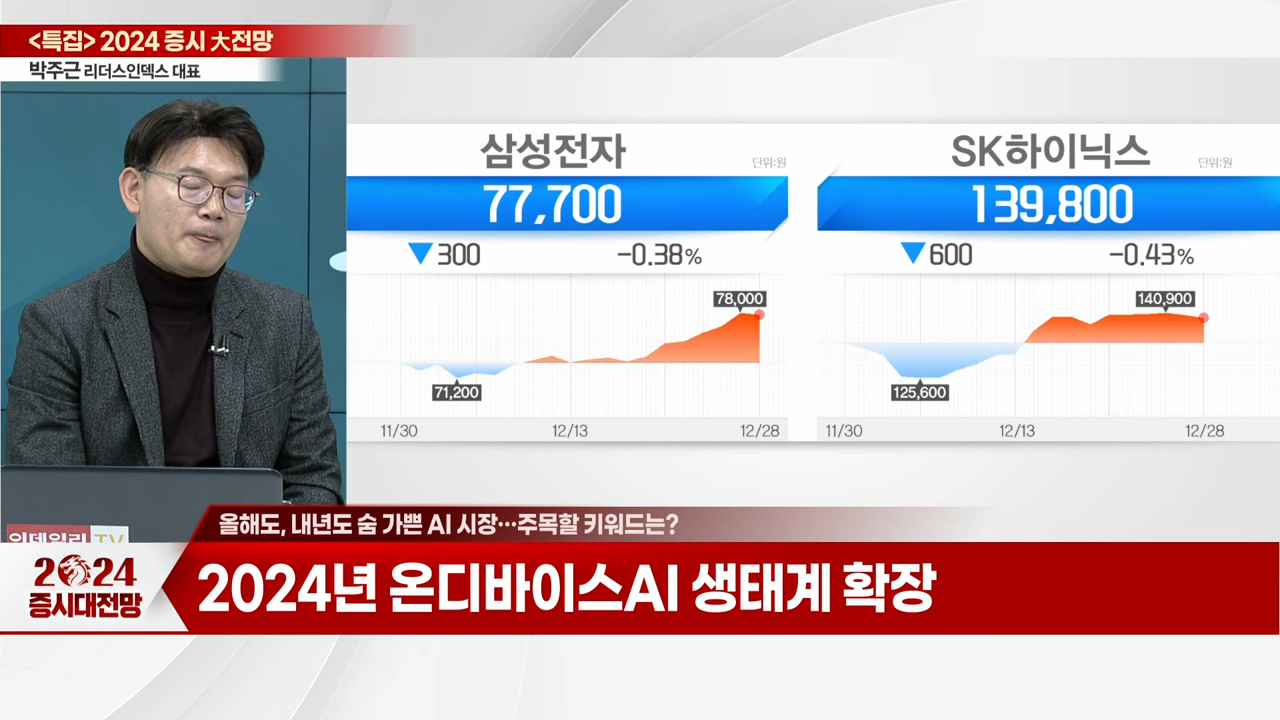 <특집> 2024 증시 大전망
박주근 리더스인덱스 대표
삼성전자
단위:원
77,700
▼300 -0.38%
78,000
71,200
11/30 12/13 12/28
SK하이닉스
단위:원
139,800
▼600 -0.43%
140,900
125,600
11/30 12/13 12/28
올해도, 내년도 숨 가쁜 AI 시장…주목할 키워드는?
이데일리 TV
2024
증시대전망
2024년 온디바이스AI 생태계 확장